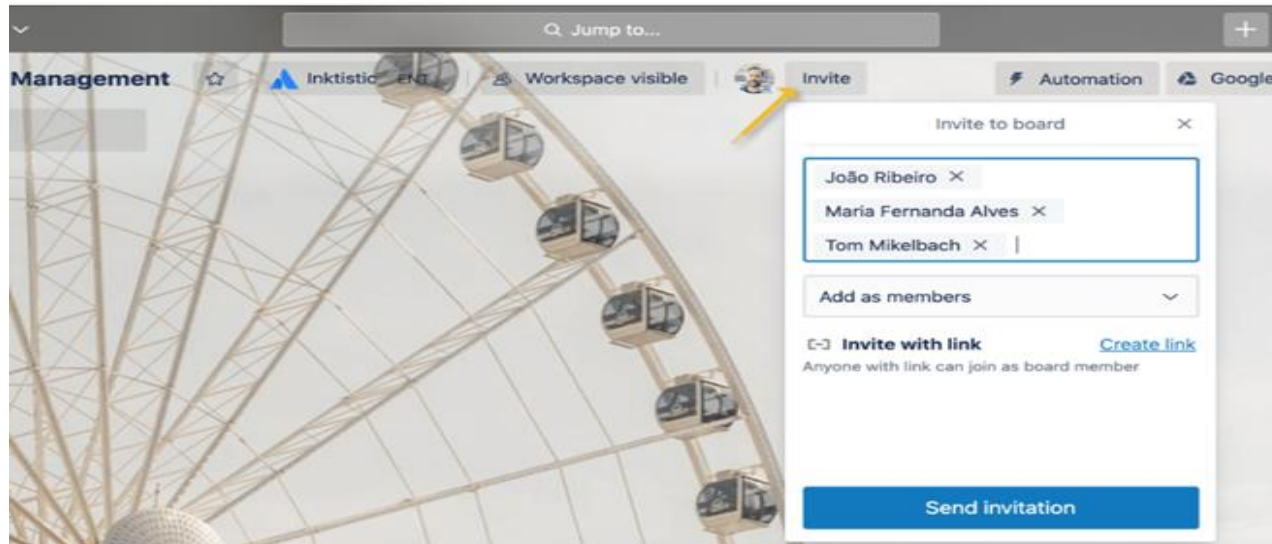 Jump to...
Management Inktistic ENT Workspace visible Invite Automation Google
Invite to board
João Ribeiro
Maria Fernanda Alves
Tom Mikelbach
Add as members
Invite with link Create link
Anyone with link can join as board member
Send invitation